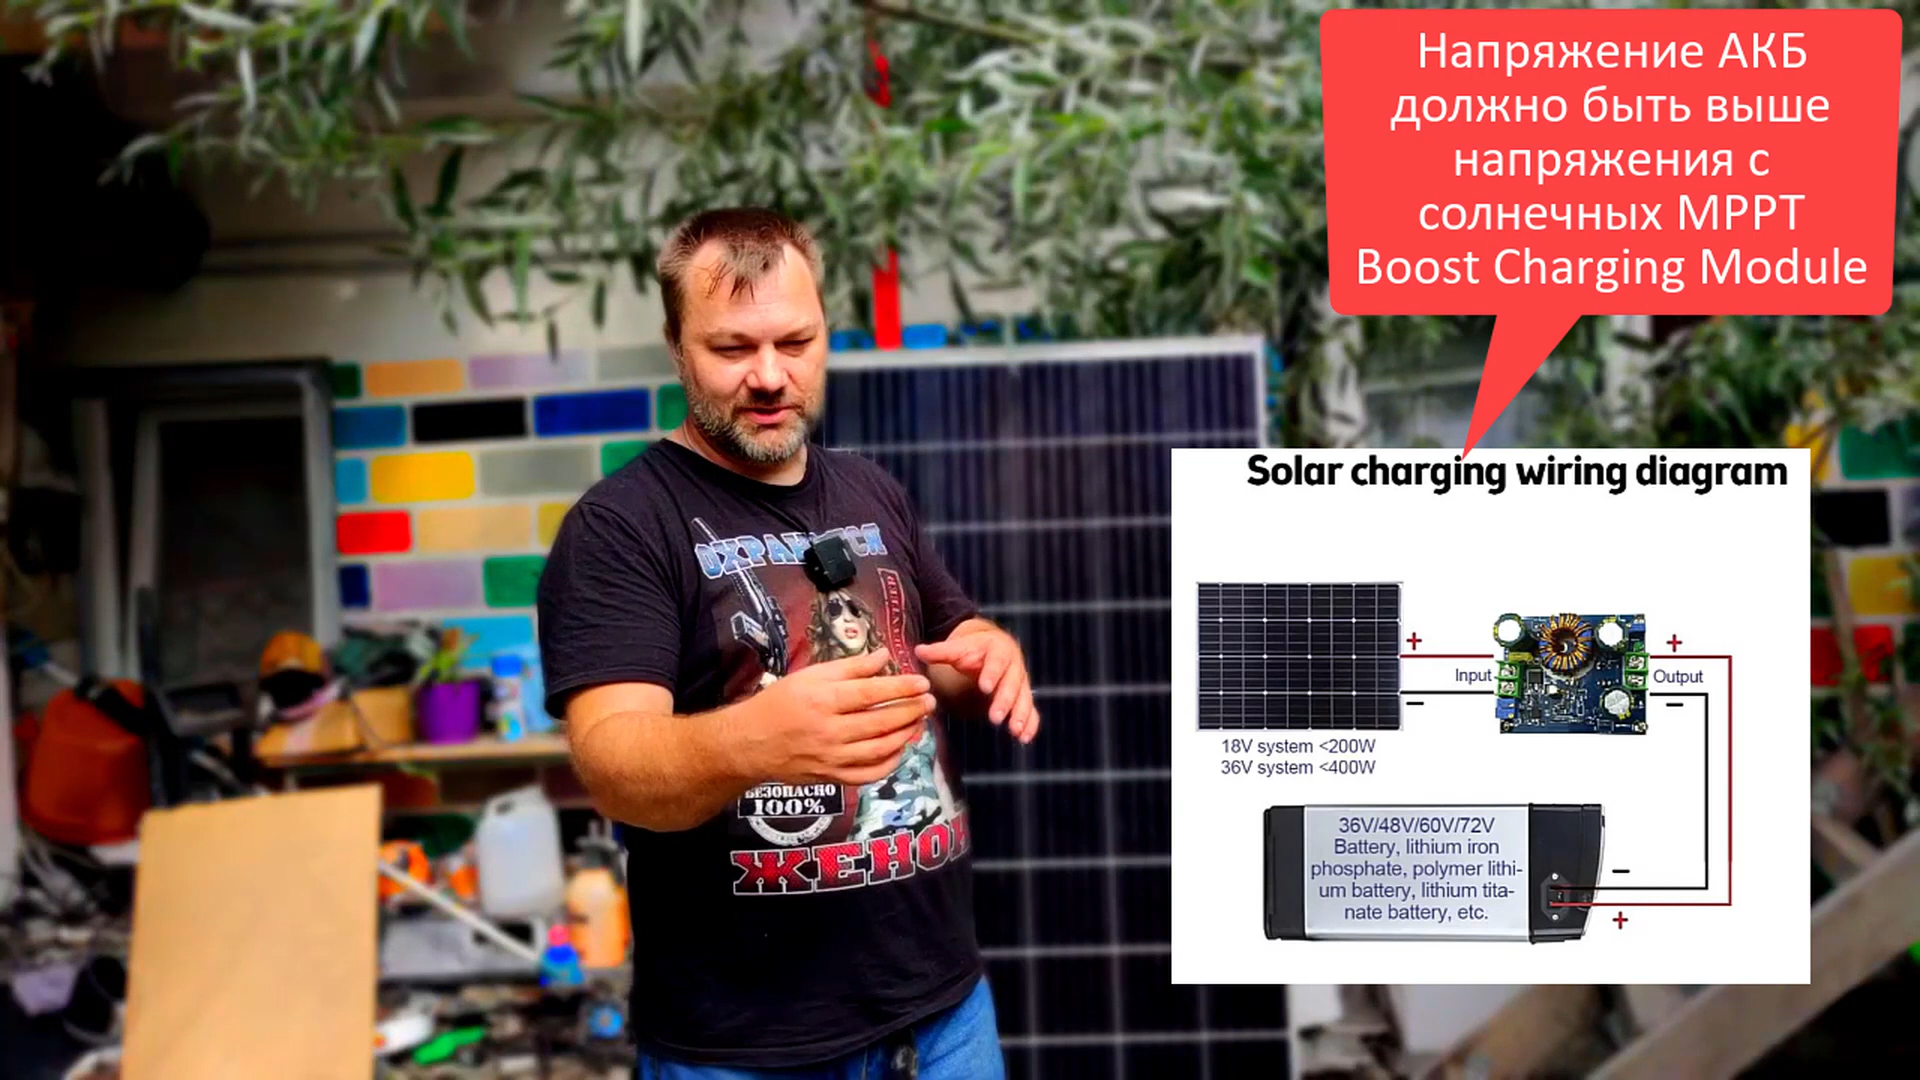 Напряжение АКБ
должно быть выше
напряжения с
солнечных MPPT
Boost Charging Module
Solar charging wiring diagram
+
Input
−
+
Output
−
18V system <200W
36V system <400W
36V/48V/60V/72V
Battery, lithium iron
phosphate, polymer lithi-
um battery, lithium tita-
nate battery, etc.
−
+
БЕЗОПАСНО
100%